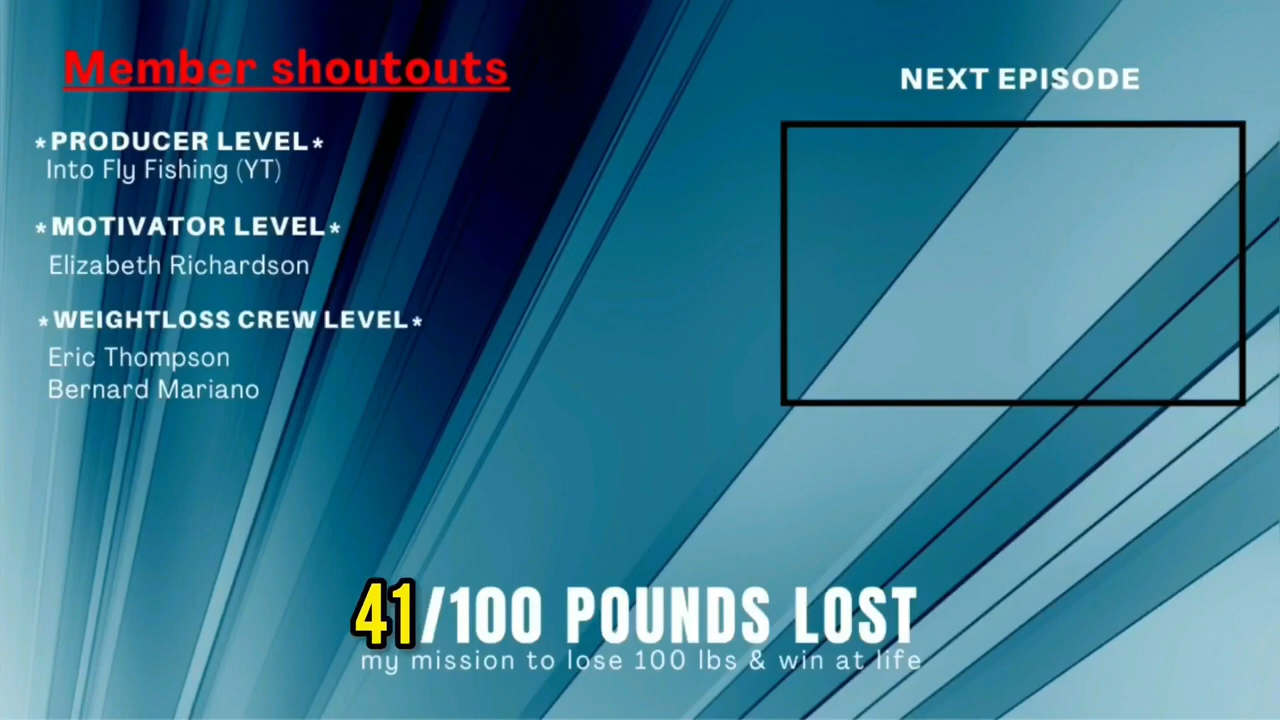 Member shoutouts
*PRODUCER LEVEL*
Into Fly Fishing (YT)
*MOTIVATOR LEVEL*
Elizabeth Richardson
*WEIGHTLOSS CREW LEVEL*
Eric Thompson
Bernard Mariano
NEXT EPISODE
41/100 POUNDS LOST
my mission to lose 100 lbs & win at life